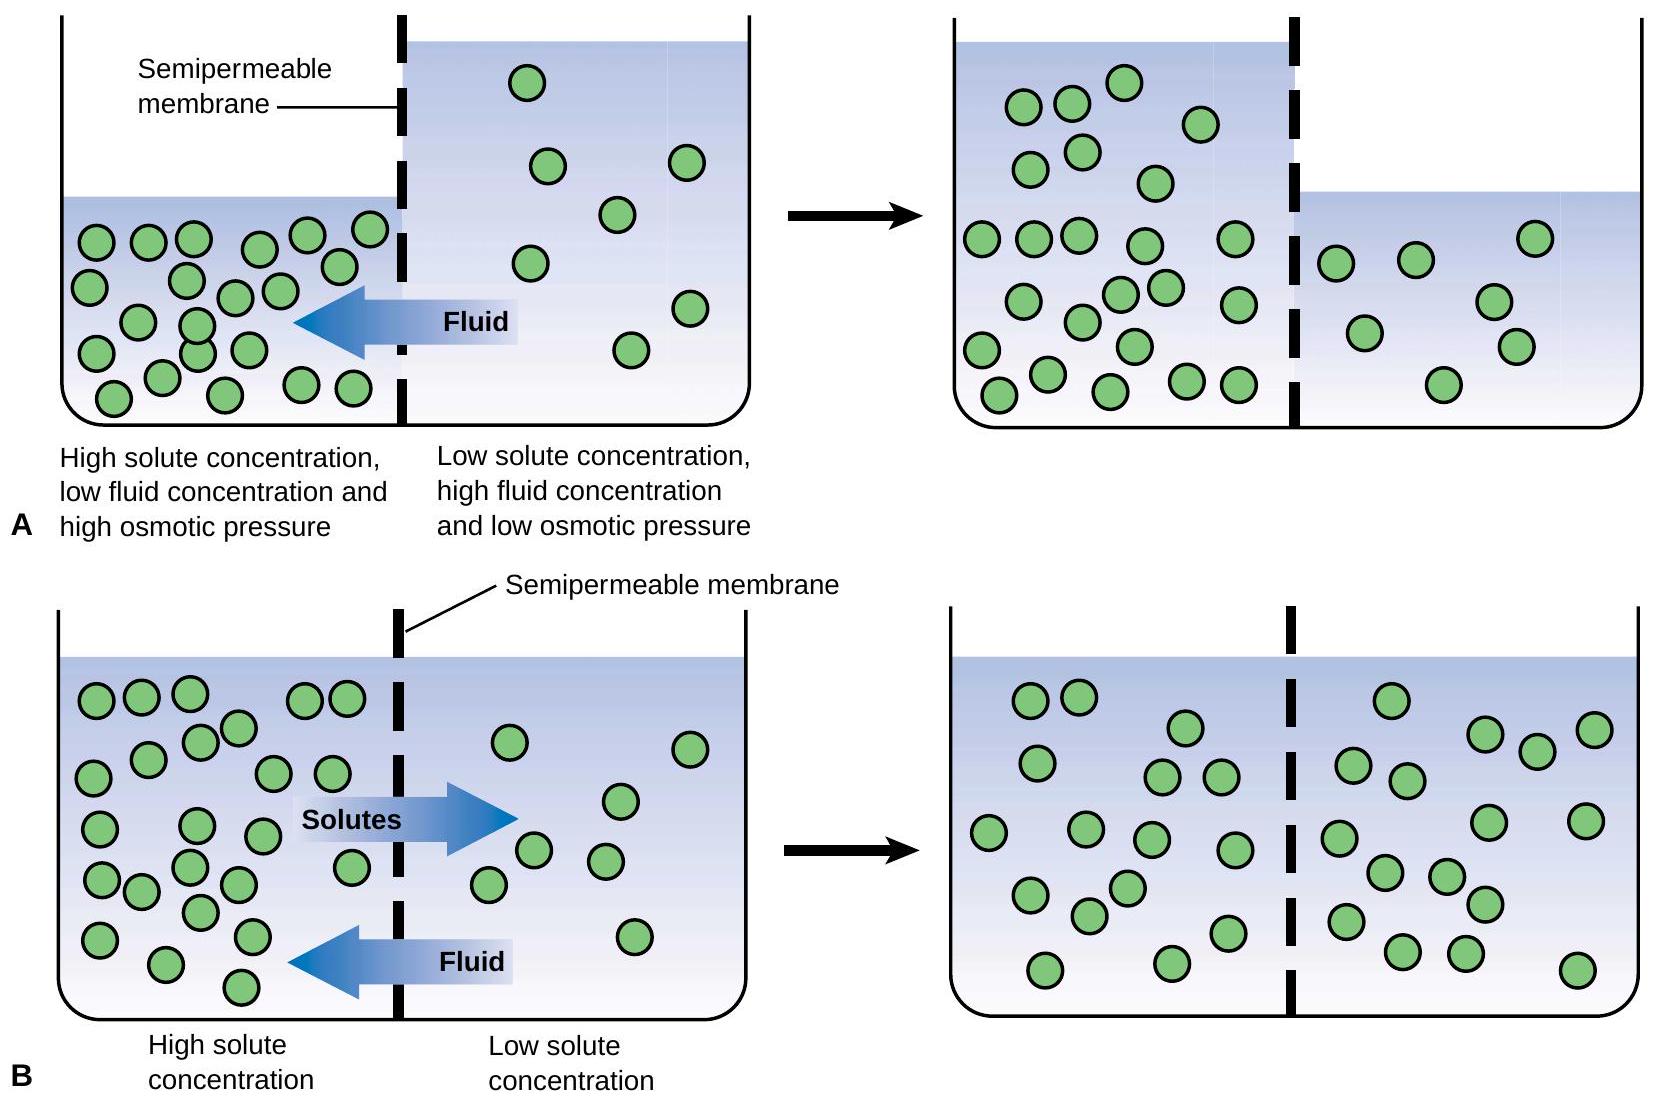 Semipermeable
membrane
Fluid
High solute concentration,
low fluid concentration and
high osmotic pressure
Low solute concentration,
high fluid concentration
and low osmotic pressure
A
Semipermeable membrane
Solutes
Fluid
High solute
concentration
Low solute
concentration
B